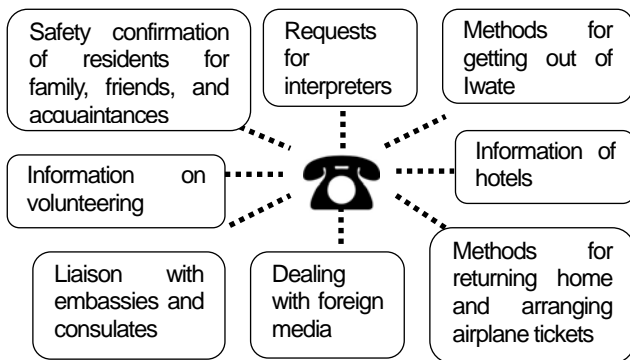 Safety confirmation
of residents for
family, friends, and
acquaintances
Requests
for
interpreters
Methods for
getting out of
Iwate
Information on
volunteering
Information of
hotels
Liaison with
embassies and
consulates
Dealing
with foreign
media
Methods for
returning home
and arranging
airplane tickets